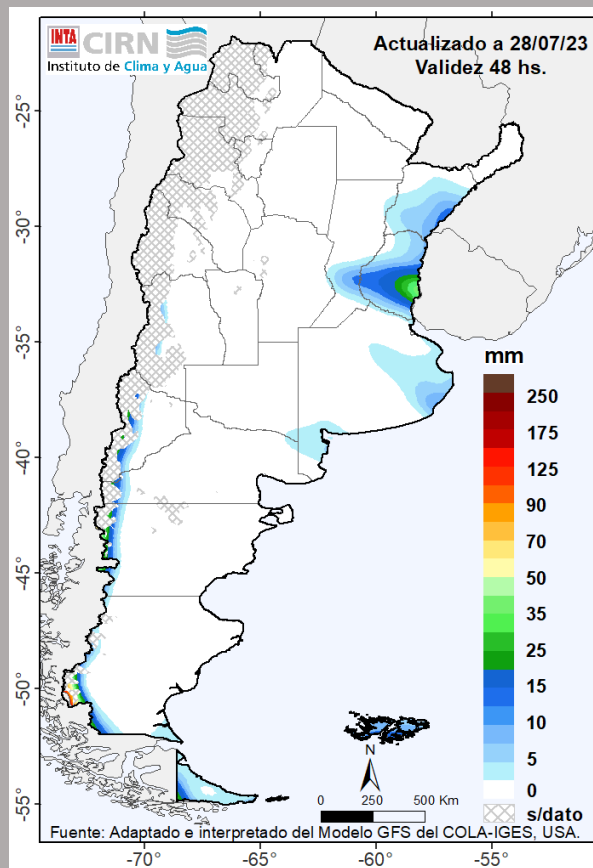 INTA CIRN
Instituto de Clima y Agua
Actualizado a 28/07/23
Validez 48 hs.
-25°
-30°
-35°
-40°
-45°
-50°
-55°
mm
250
175
125
90
70
50
35
25
15
10
5
0
s/dato
N
0 250 500 Km
Fuente: Adaptado e interpretado del Modelo GFS del COLA-IGES, USA.
-70° -65° -60° -55°